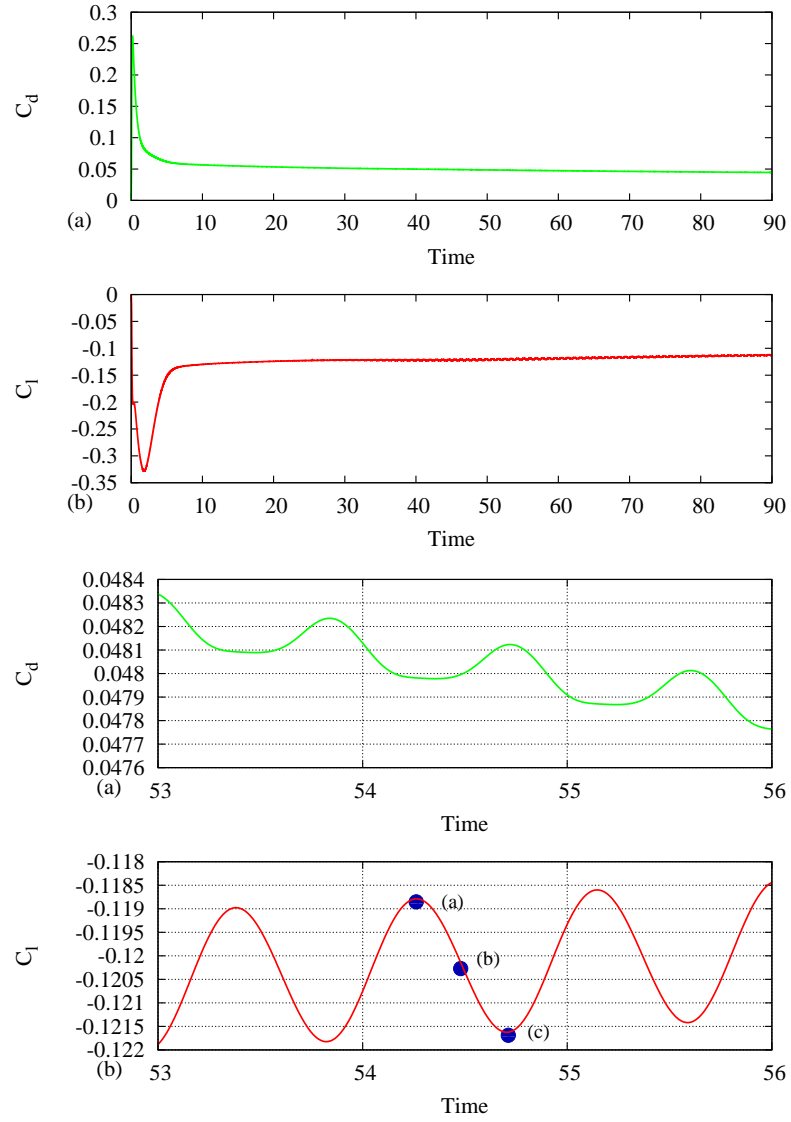 0.3
0.25
0.2
0.15
0.1
0.05
0
C_d
(a)
0 10 20 30 40 50 60 70 80 90
Time
0
-0.05
-0.1
-0.15
-0.2
-0.25
-0.3
-0.35
C_l
(b)
0 10 20 30 40 50 60 70 80 90
Time
0.0484
0.0483
0.0482
0.0481
0.048
0.0479
0.0478
0.0477
0.0476
C_d
(a)
53 54 55 56
Time
-0.118
-0.1185
-0.119
-0.1195
-0.12
-0.1205
-0.121
-0.1215
-0.122
C_l
(a)
(b)
(c)
(b)
53 54 55 56
Time